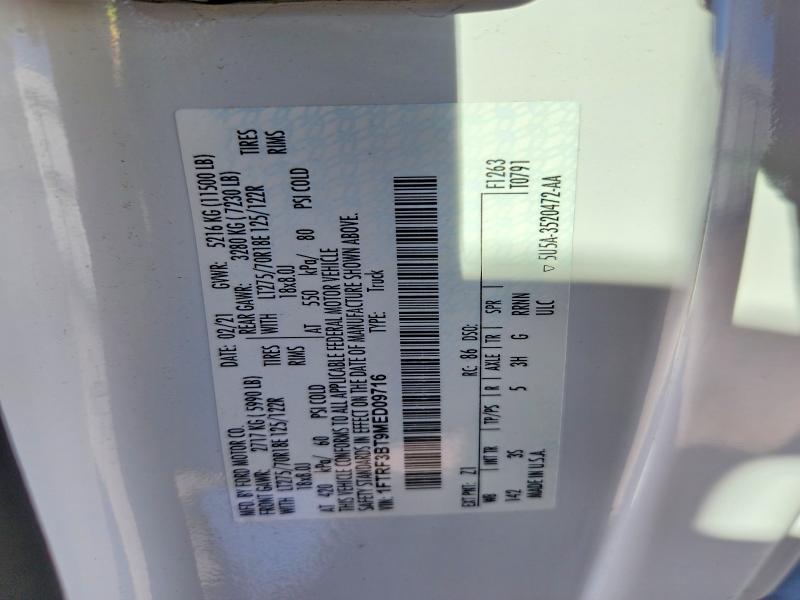 MFD. BY FORD MOTOR CO. DATE: 02/21 GVWR: 5216 KG (11500 LB)
FRONT GAWR: 2717 KG ( 5990 LB) REAR GAWR: 3280 KG ( 7230 LB)
WITH LT275/70R18E 125/122R TIRES WITH LT275/70R18E 125/122R TIRES
18x8.0J RIMS 18x8.0J RIMS
AT 420 kPa/ 60 PSI COLD AT 550 kPa/ 80 PSI COLD
THIS VEHICLE CONFORMS TO ALL APPLICABLE FEDERAL MOTOR VEHICLE
SAFETY STANDARDS IN EFFECT ON THE DATE OF MANUFACTURE SHOWN ABOVE.
VIN: 1FTRF3BT9MED09716 TYPE: Truck
F1263
EXT PNT: Z1 RC: 86 DSO: T0791
WB INT TR TP/PS R AXLE TR SPR
142 3S 5 3H G RRNN
MADE IN U.S.A. ULC ▽ 5U5A-3520472-AA